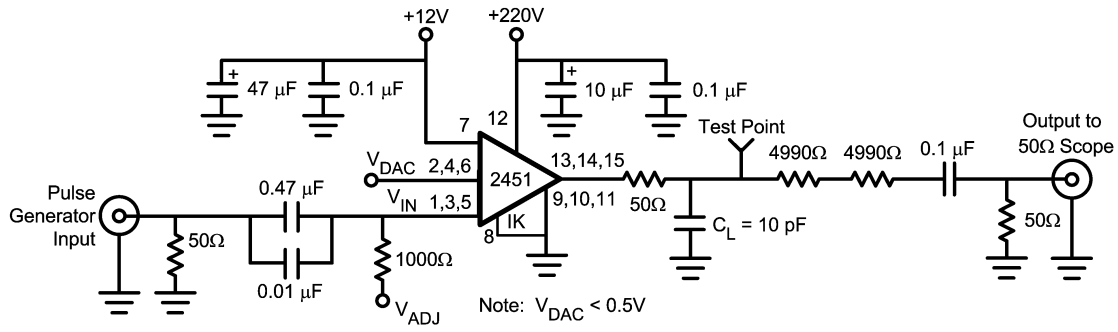 +12V
+220V
+
47 µF
0.1 µF
+
10 µF
0.1 µF
7
12
Test Point
Output to
50Ω Scope
V_DAC
2,4,6
2451
13,14,15
50Ω
4990Ω
4990Ω
0.1 µF
Pulse
Generator
Input
0.47 µF
V_IN
1,3,5
9,10,11
IK
8
50Ω
0.01 µF
1000Ω
V_ADJ
C_L = 10 pF
50Ω
Note: V_DAC < 0.5V